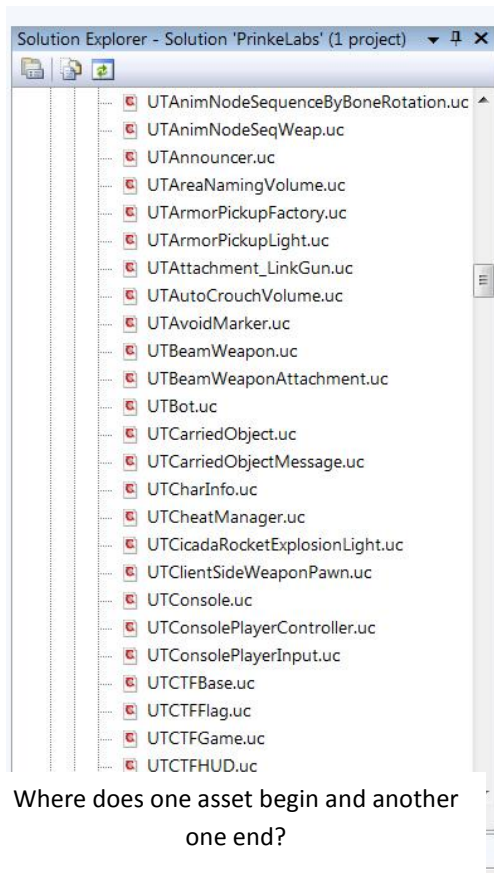 Solution Explorer - Solution 'PrinkeLabs' (1 project)
UTAnimNodeSequenceByBoneRotation.uc
UTAnimNodeSeqWeap.uc
UTAnnouncer.uc
UTAreaNamingVolume.uc
UTArmorPickupFactory.uc
UTArmorPickupLight.uc
UTAttachment_LinkGun.uc
UTAutoCrouchVolume.uc
UTAvoidMarker.uc
UTBeamWeapon.uc
UTBeamWeaponAttachment.uc
UTBot.uc
UTCarriedObject.uc
UTCarriedObjectMessage.uc
UTCharInfo.uc
UTCheatManager.uc
UTCicadaRocketExplosionLight.uc
UTClientSideWeaponPawn.uc
UTConsole.uc
UTConsolePlayerController.uc
UTConsolePlayerInput.uc
UTCTFBase.uc
UTCTFFlag.uc
UTCTFGame.uc
UTCTFHUD.uc
Where does one asset begin and another
one end?